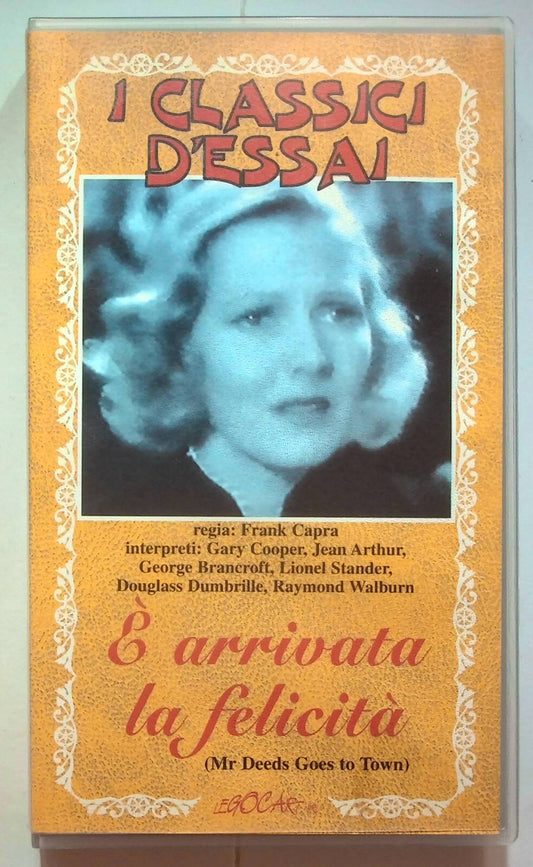 I CLASSICI
D'ESSAI
regia: Frank Capra
interpreti: Gary Cooper, Jean Arthur,
George Brancroft, Lionel Stander,
Douglass Dumbrille, Raymond Walburn
È arrivata
la felicità
(Mr Deeds Goes to Town)